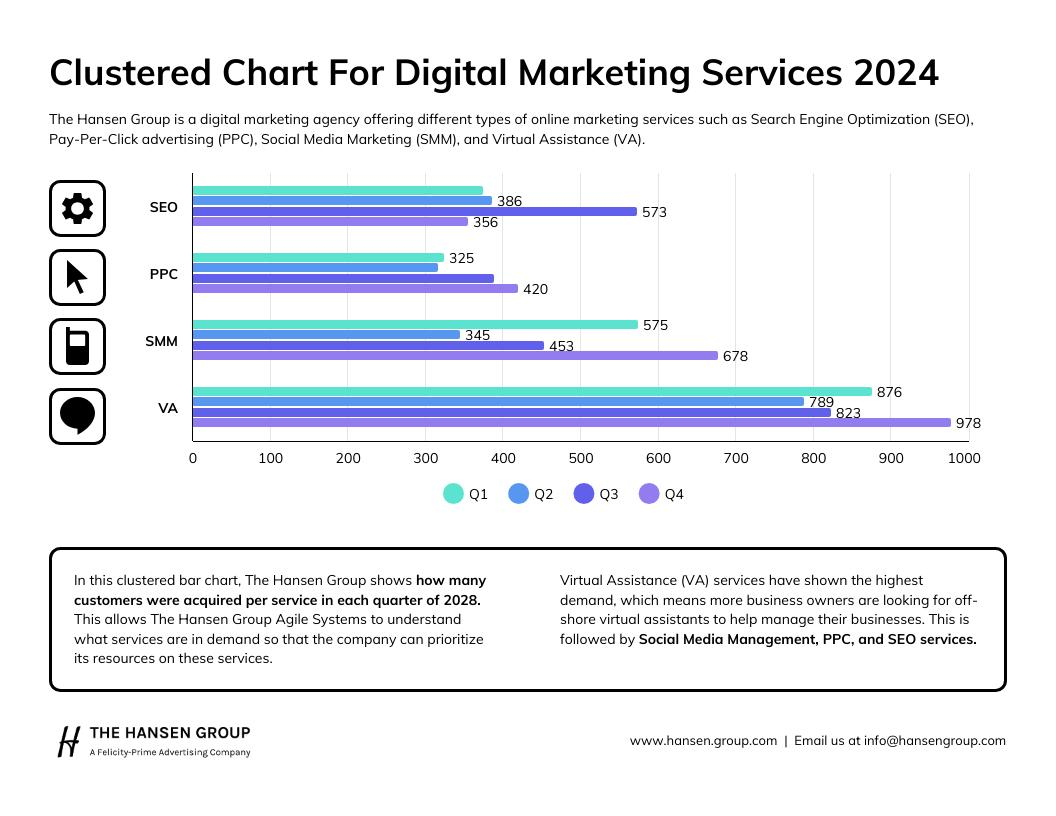 Clustered Chart For Digital Marketing Services 2024
The Hansen Group is a digital marketing agency offering different types of online marketing services such as Search Engine Optimization (SEO),
Pay-Per-Click advertising (PPC), Social Media Marketing (SMM), and Virtual Assistance (VA).
SEO
386
573
356
PPC
325
420
SMM
575
345
453
678
VA
876
789
823
978
0 100 200 300 400 500 600 700 800 900 1000
Q1 Q2 Q3 Q4
In this clustered bar chart, The Hansen Group shows how many
customers were acquired per service in each quarter of 2028.
This allows The Hansen Group Agile Systems to understand
what services are in demand so that the company can prioritize
its resources on these services.
Virtual Assistance (VA) services have shown the highest
demand, which means more business owners are looking for off-
shore virtual assistants to help manage their businesses. This is
followed by Social Media Management, PPC, and SEO services.
THE HANSEN GROUP
A Felicity-Prime Advertising Company
www.hansen.group.com | Email us at info@hansengroup.com